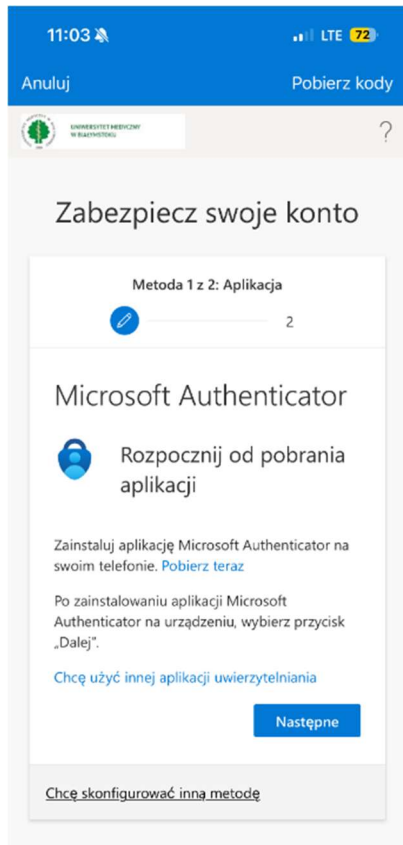 11:03
LTE 72
Anuluj
Pobierz kody
UNIWERSYTET MEDYCZNY
W BIAŁYMSTOKU
?
Zabezpiecz swoje konto
Metoda 1 z 2: Aplikacja
2
Microsoft Authenticator
Rozpocznij od pobrania
aplikacji
Zainstaluj aplikację Microsoft Authenticator na
swoim telefonie. Pobierz teraz
Po zainstalowaniu aplikacji Microsoft
Authenticator na urządzeniu, wybierz przycisk
„Dalej”.
Chcę użyć innej aplikacji uwierzytelniania
Następne
Chcę skonfigurować inną metodę